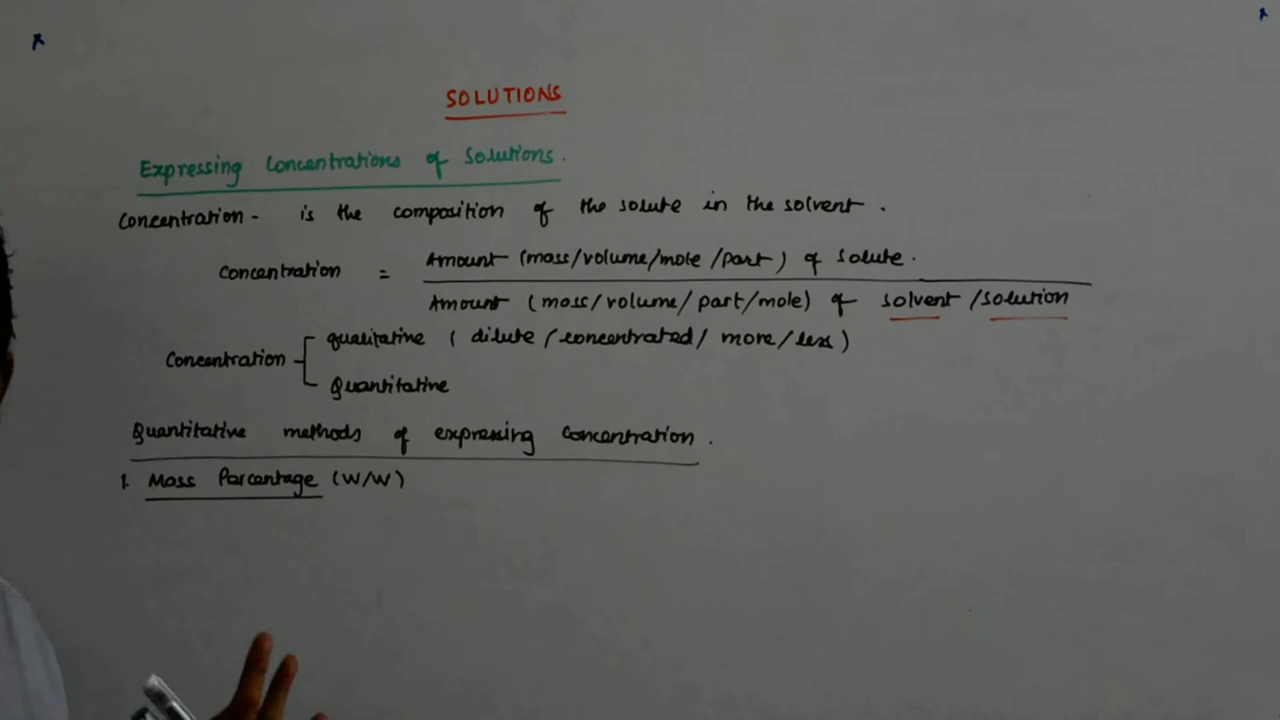 SOLUTIONS
Expressing Concentrations of Solutions.
Concentration - is the composition of the solute in the solvent.
Concentration = Amount (mass/volume/mole/part) of solute.
Amount (mass/volume/part/mole) of solvent/solution
Concentration
qualitative (dilute/concentrated/more/less)
Quantitative
Quantitative methods of expressing Concentration.
1. Mass Parcentage (W/W)